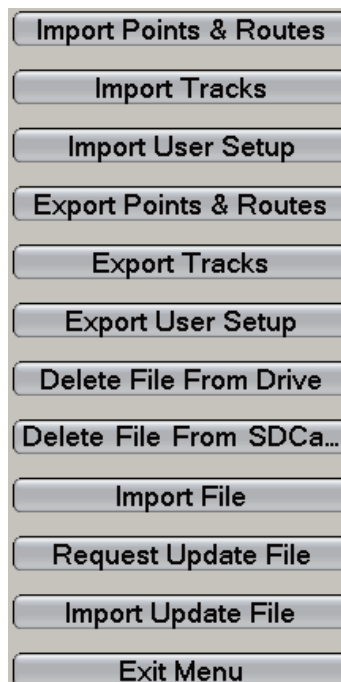 Import Points & Routes
Import Tracks
Import User Setup
Export Points & Routes
Export Tracks
Export User Setup
Delete File From Drive
Delete File From SDCa...
Import File
Request Update File
Import Update File
Exit Menu